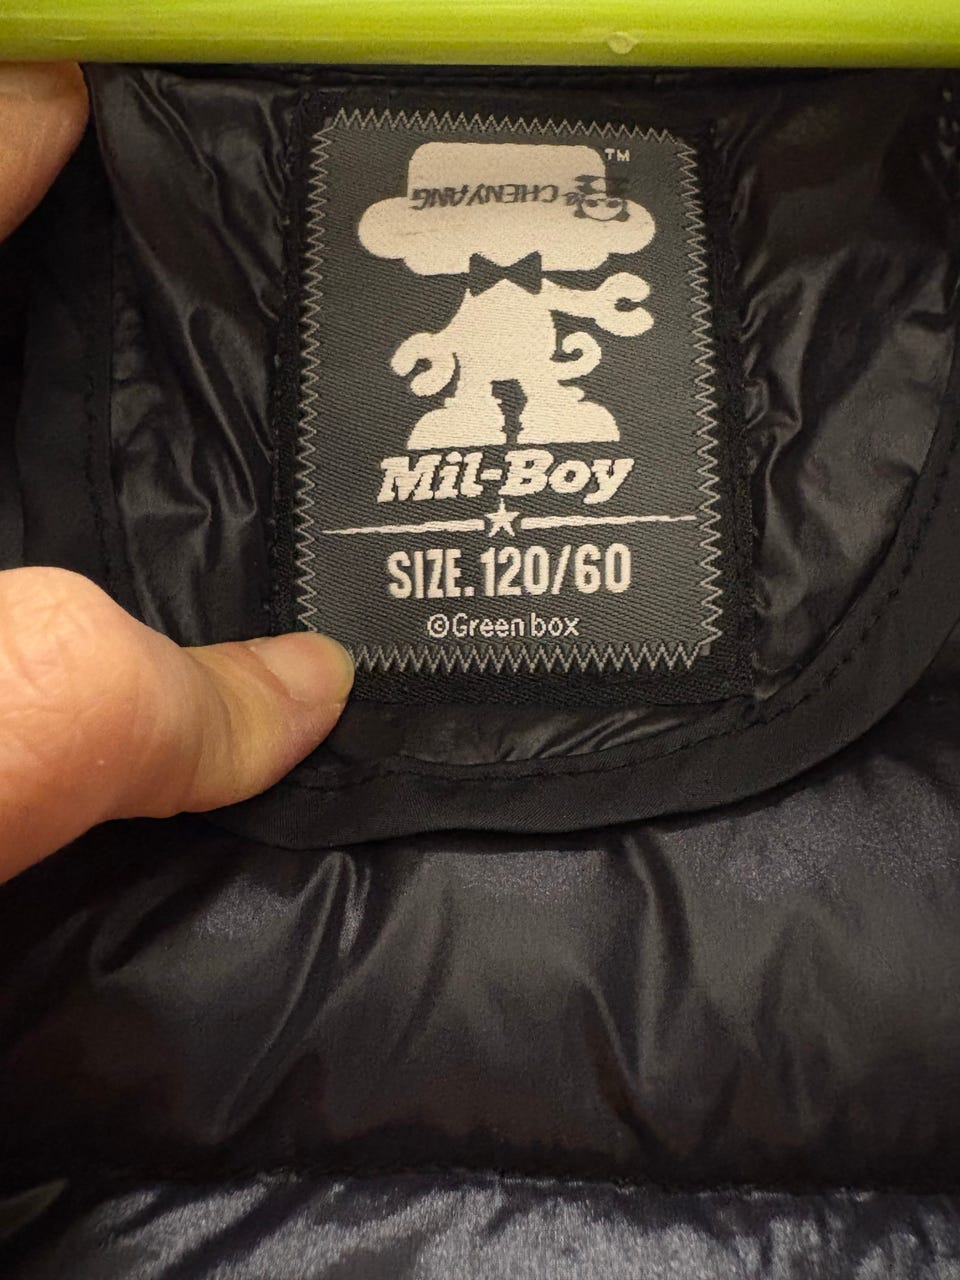 TM
CHENYANG
Mil-Boy
SIZE. 120/60
©Green box